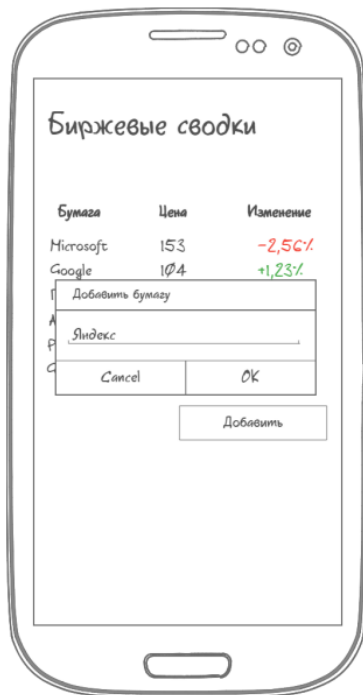 Биржевые сводки
Бумага Цена Изменение
Microsoft 153 -2,56%
Google 104 +1,23%
Добавить бумагу
Яндекс
Cancel OK
Добавить